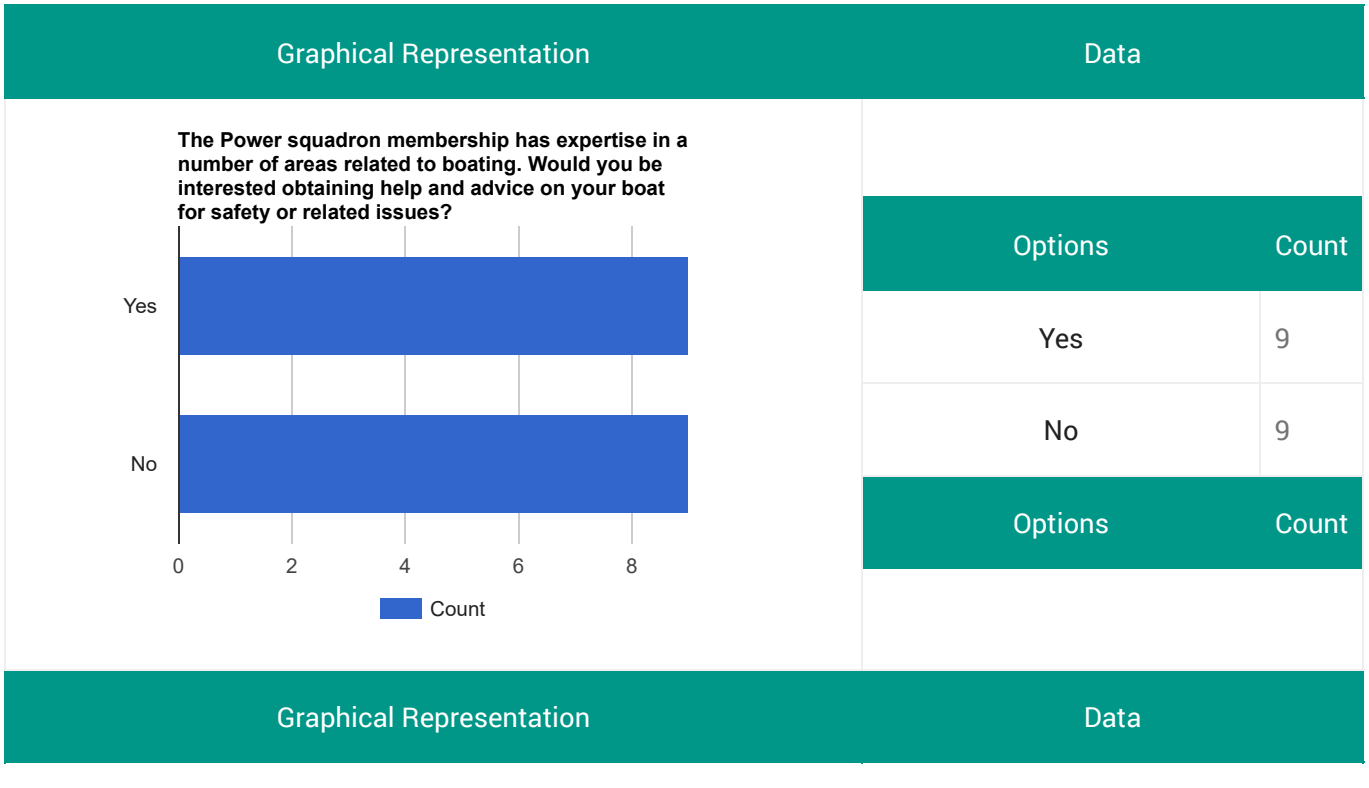 Graphical Representation Data
The Power squadron membership has expertise in a
number of areas related to boating. Would you be
interested obtaining help and advice on your boat
for safety or related issues?
Yes
No
0 2 4 6 8
Count
Options Count
Yes 9
No 9
Options Count
Graphical Representation Data